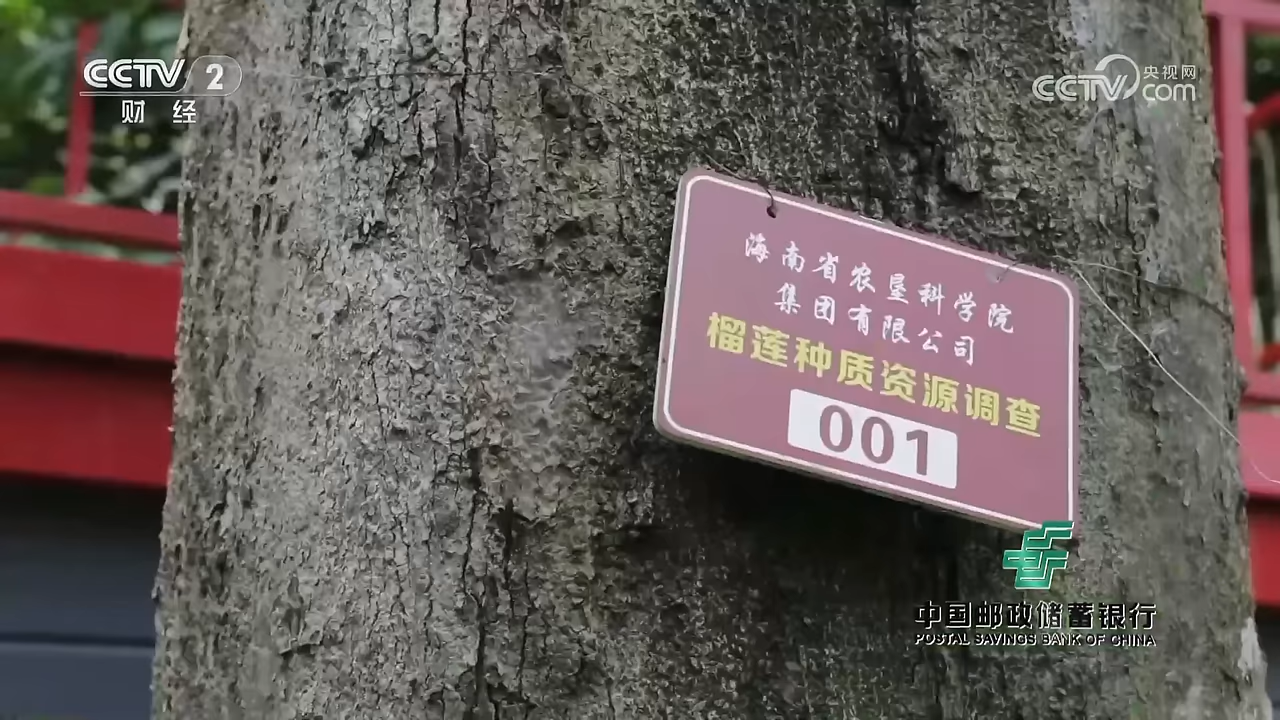 CCTV 2
财经
CCTV 央视网
com
海南省农垦科学院
集团有限公司
榴莲种质资源调查
001
中国邮政储蓄银行
POSTAL SAVINGS BANK OF CHINA